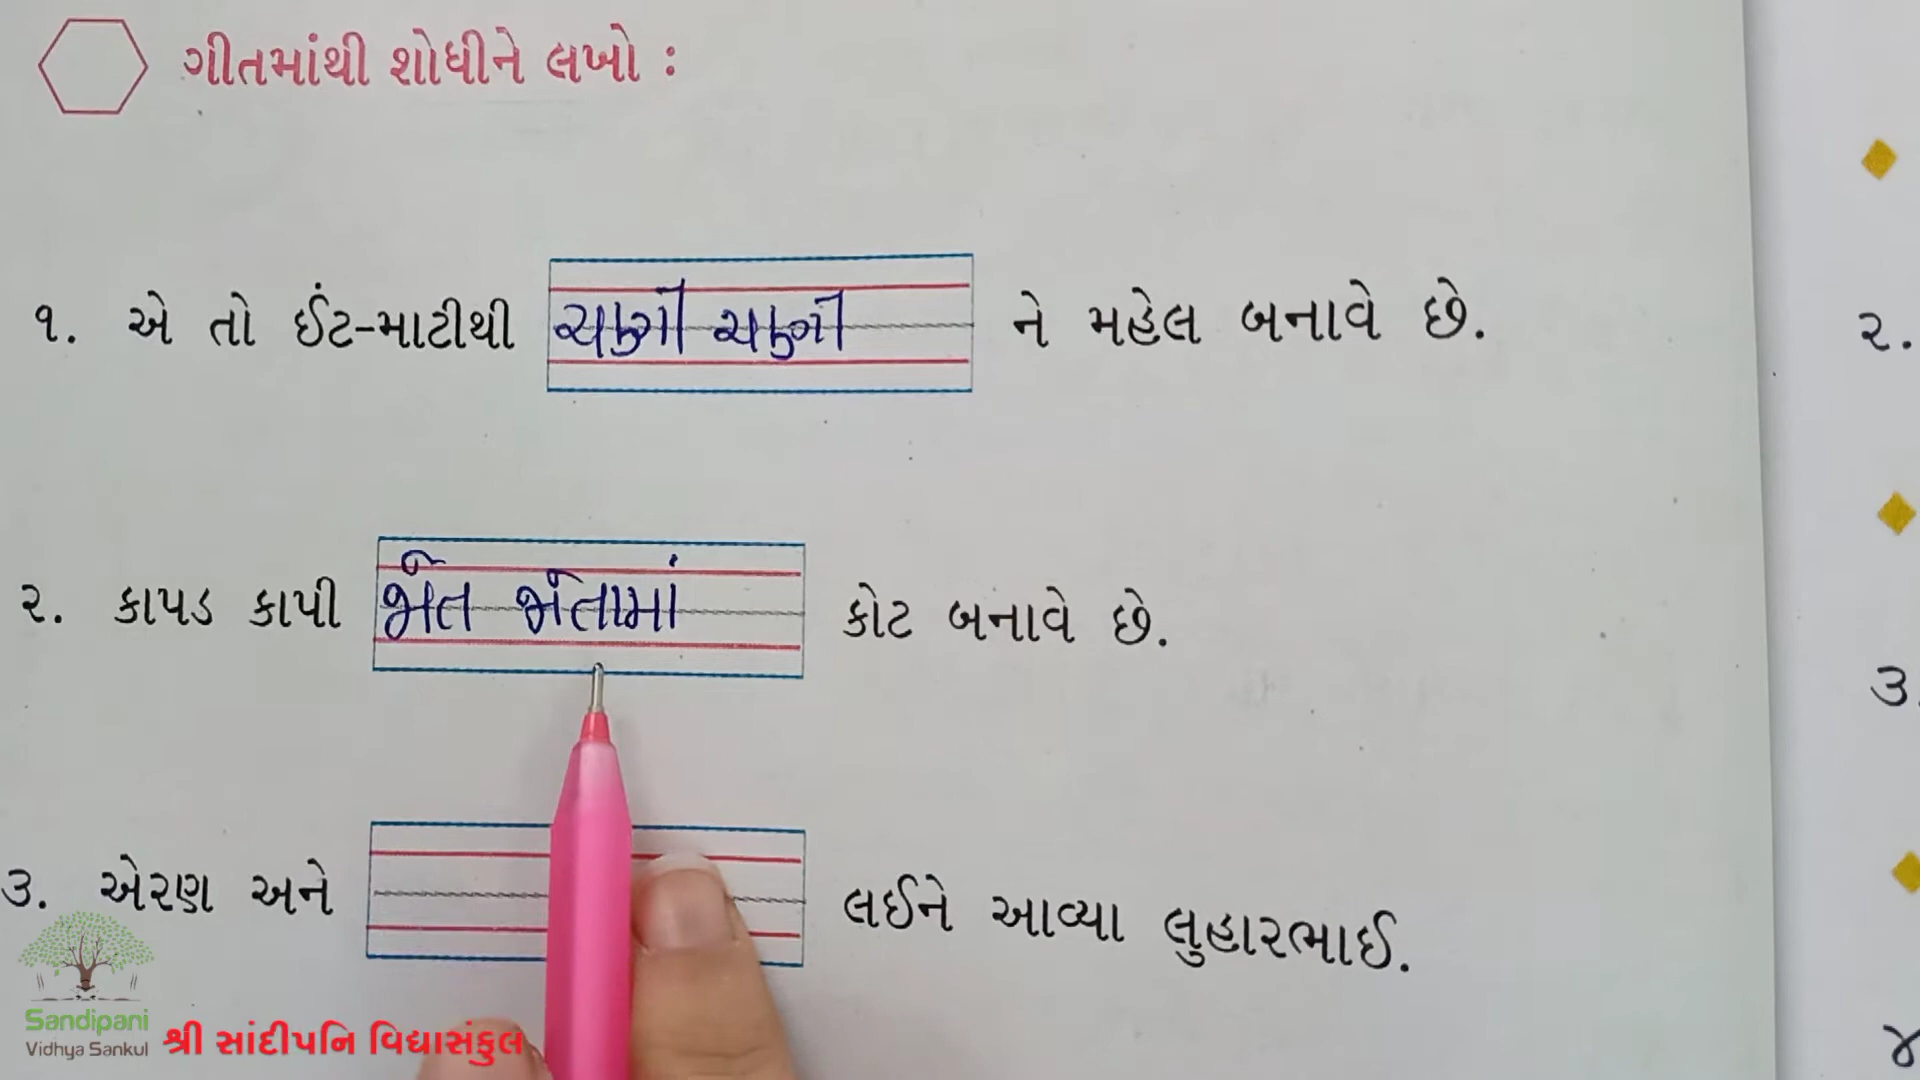 ગીતમાંથી શોધીને લખો :
૧. એ તો ઈંટ-માટીથી ચણી ચણી ને મહેલ બનાવે છે.
૨. કાપડ કાપી જાત જાતનાં કોટ બનાવે છે.
૩. એરણ અને લઈને આવ્યા લુહારભાઈ.
૨.
૩.
૪
Sandipani
Vidhya Sankul
શ્રી સાંદીપનિ વિદ્યાસંકુલ